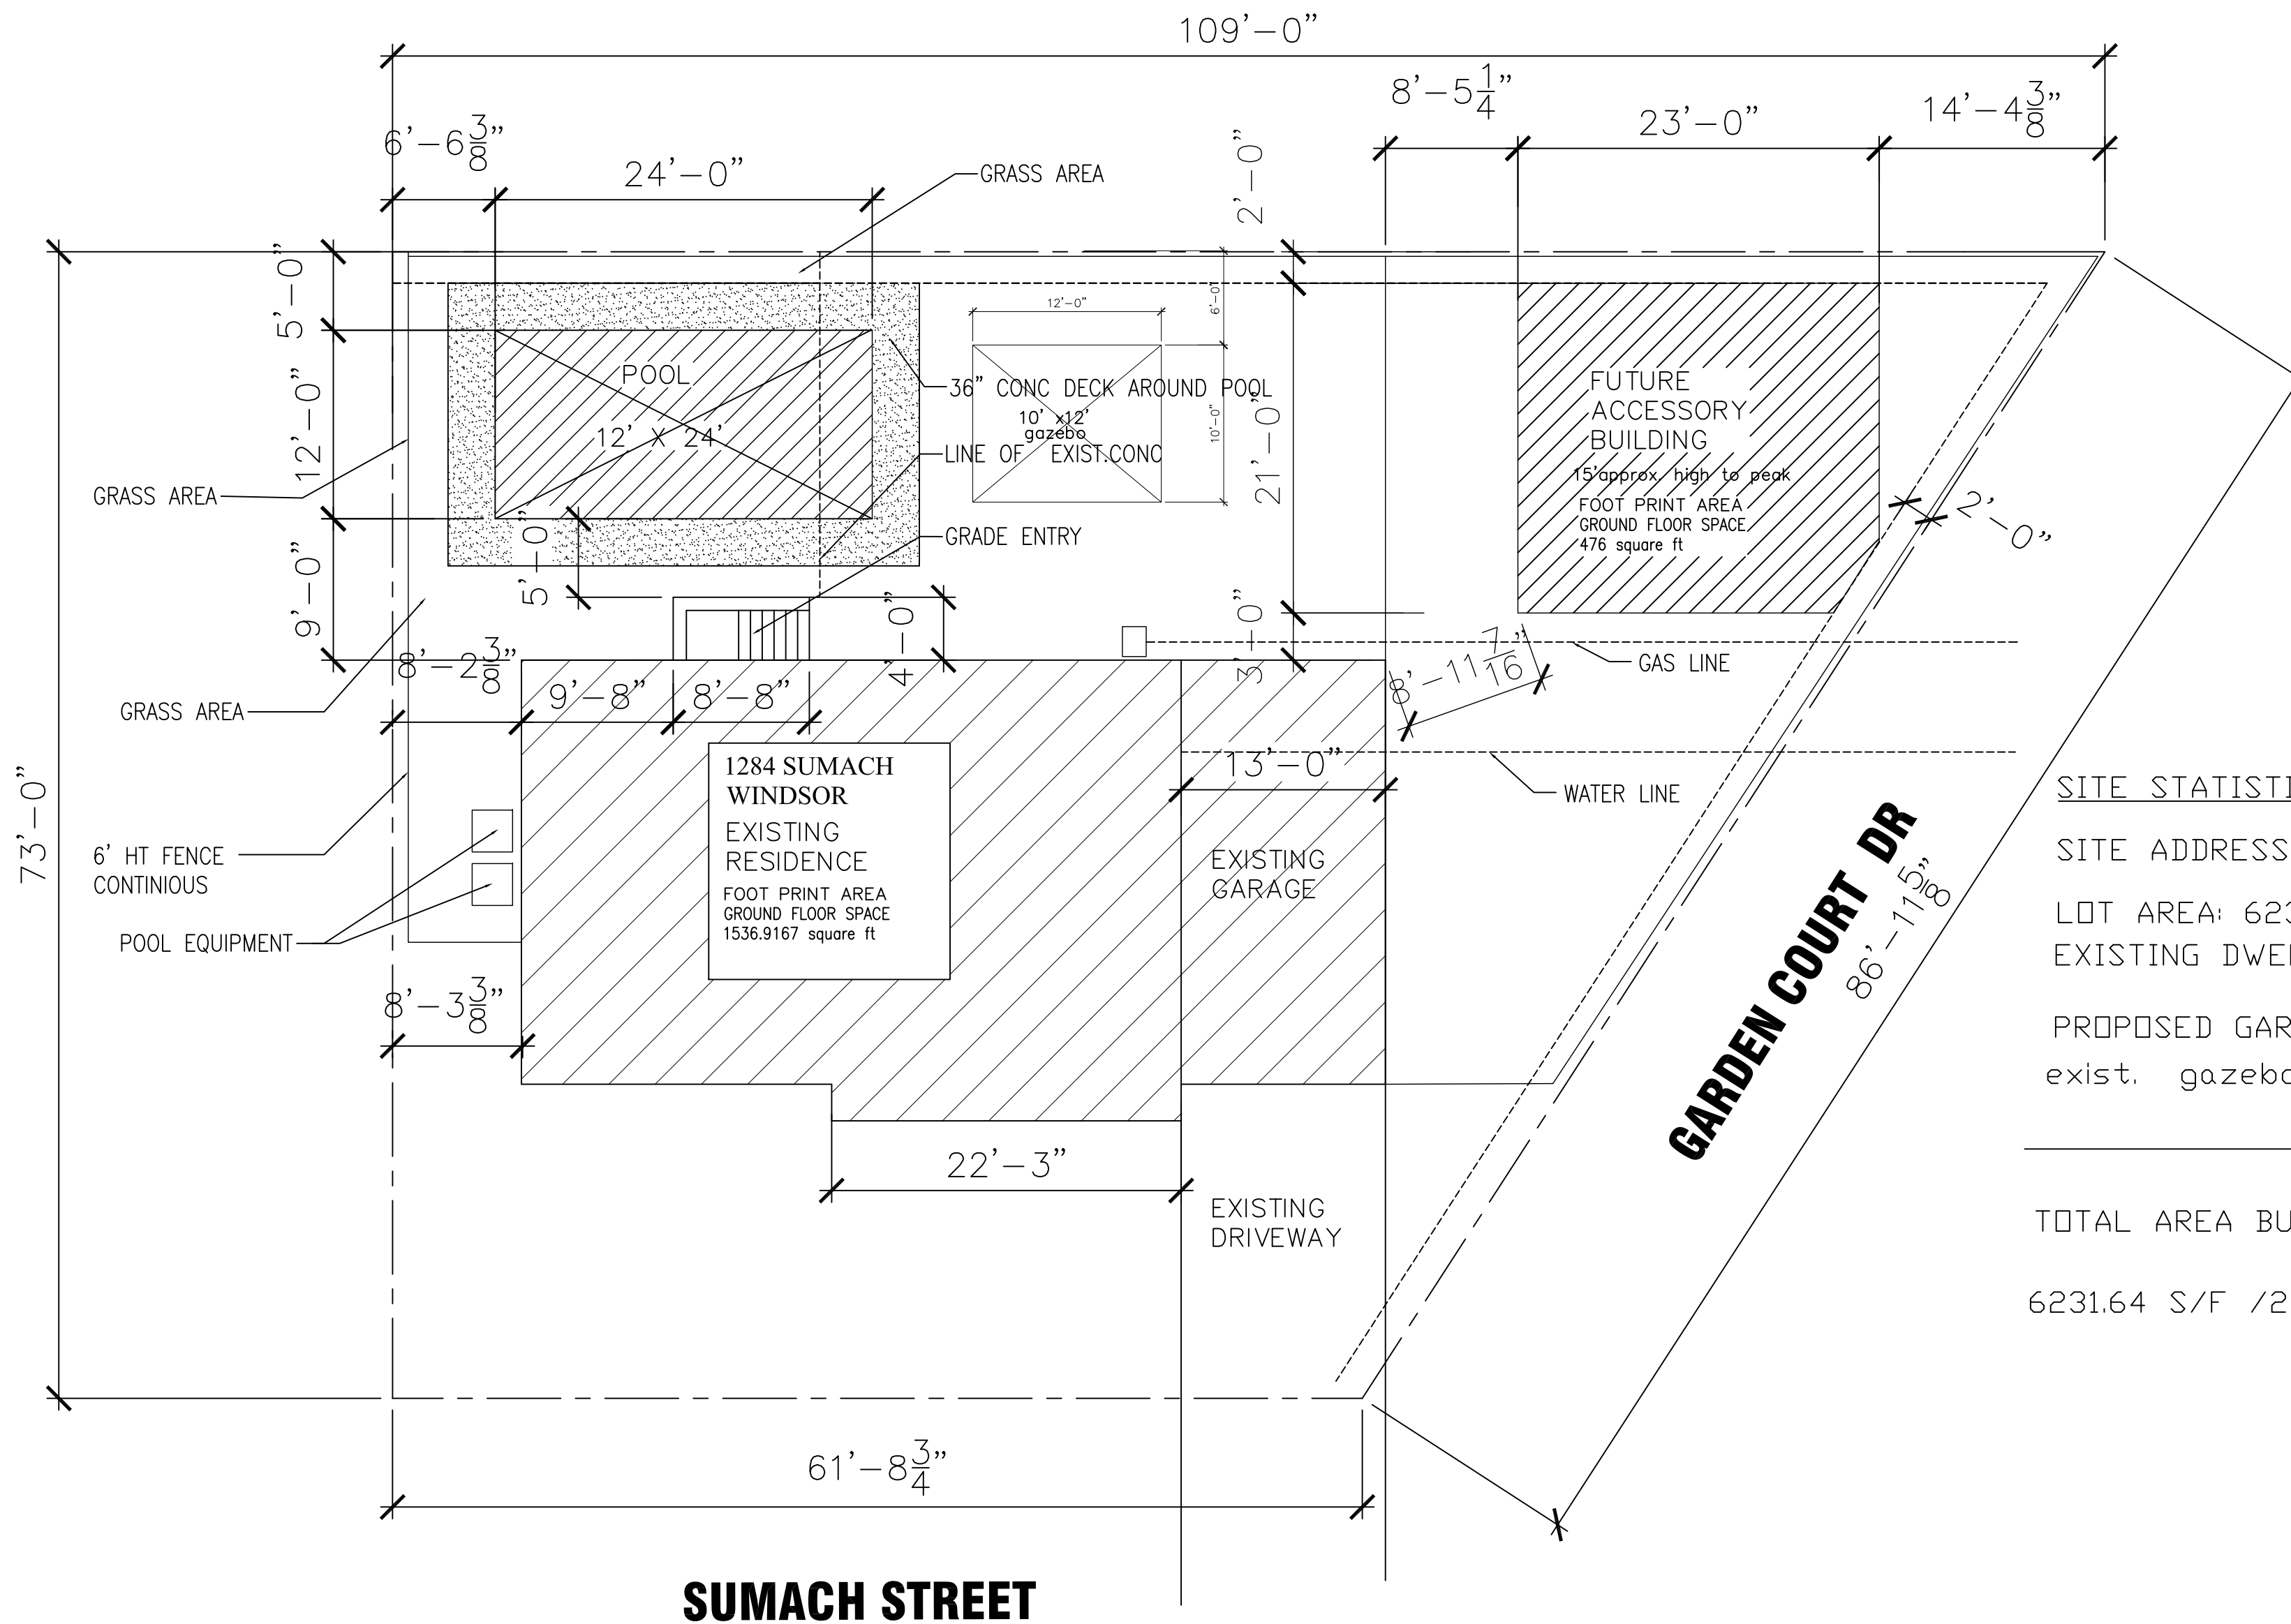 109'-0"
8'-5 1/4"
23'-0"
14'-4 3/8"
6'-6 3/8"
24'-0"
GRASS AREA
2'-0"
5'-0"
12'-0"
6'-0"
POOL
12' X 24'
36" CONC DECK AROUND POOL
10' x12'
gazebo
LINE OF EXIST.CONC
10'-0"
21'-0"
FUTURE
ACCESSORY
BUILDING
15'approx. high to peak
FOOT PRINT AREA
GROUND FLOOR SPACE
476 square ft
2'-0"
12'-0"
GRASS AREA
GRADE ENTRY
5'-0"
9'-0"
4'-0"
3'-0"
8'-2 3/8"
9'-8"
8'-8"
8'-11 7/16"
GAS LINE
GRASS AREA
73'-0"
1284 SUMACH
WINDSOR
EXISTING
RESIDENCE
FOOT PRINT AREA
GROUND FLOOR SPACE
1536.9167 square ft
13'-0"
WATER LINE
EXISTING
GARAGE
6' HT FENCE
CONTINIOUS
POOL EQUIPMENT
8'-3 3/8"
GARDEN COURT DR
86'-11 5/8"
SITE STATISTI
SITE ADDRESS
LOT AREA: 623
EXISTING DWE
PROPOSED GAR
exist. gazebo
22'-3"
EXISTING
DRIVEWAY
TOTAL AREA BU
6231.64 S/F /2
61'-8 3/4"
SUMACH STREET